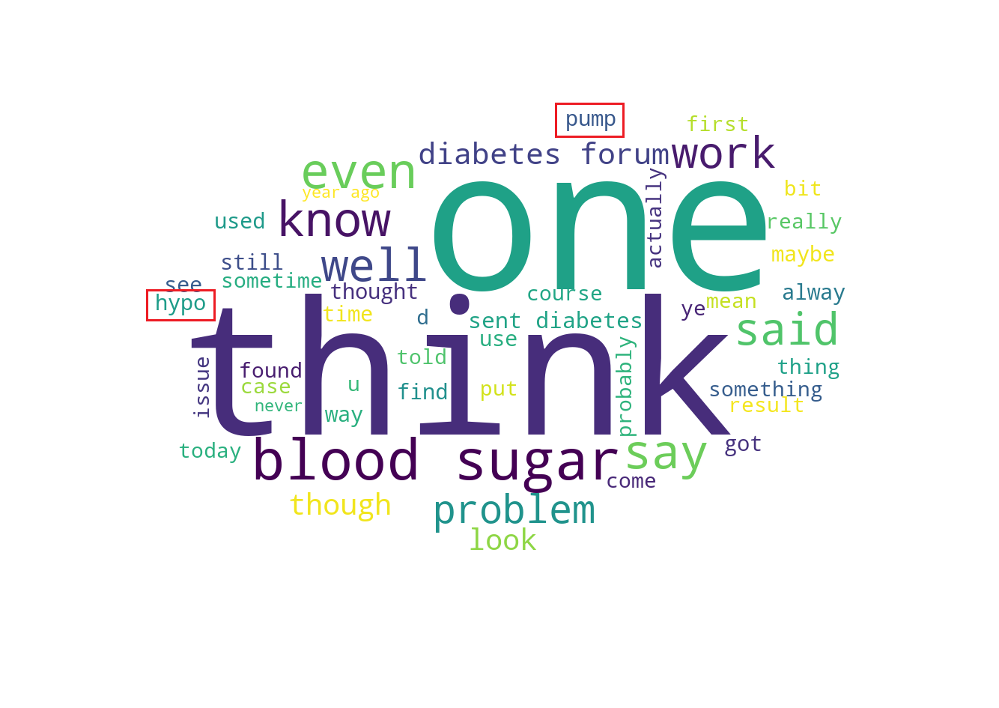 pump
first
diabetes forum
work
even
one
actually
year ago
bit
know
used
really
well
still
maybe
see
sometime
thought
course
alway
hypo
think
time
d
sent diabetes
ye
mean
said
use
probably
told
issue
found
case
u
find
put
thing
something
never
way
result
today
blood sugar
say
got
come
though
problem
look